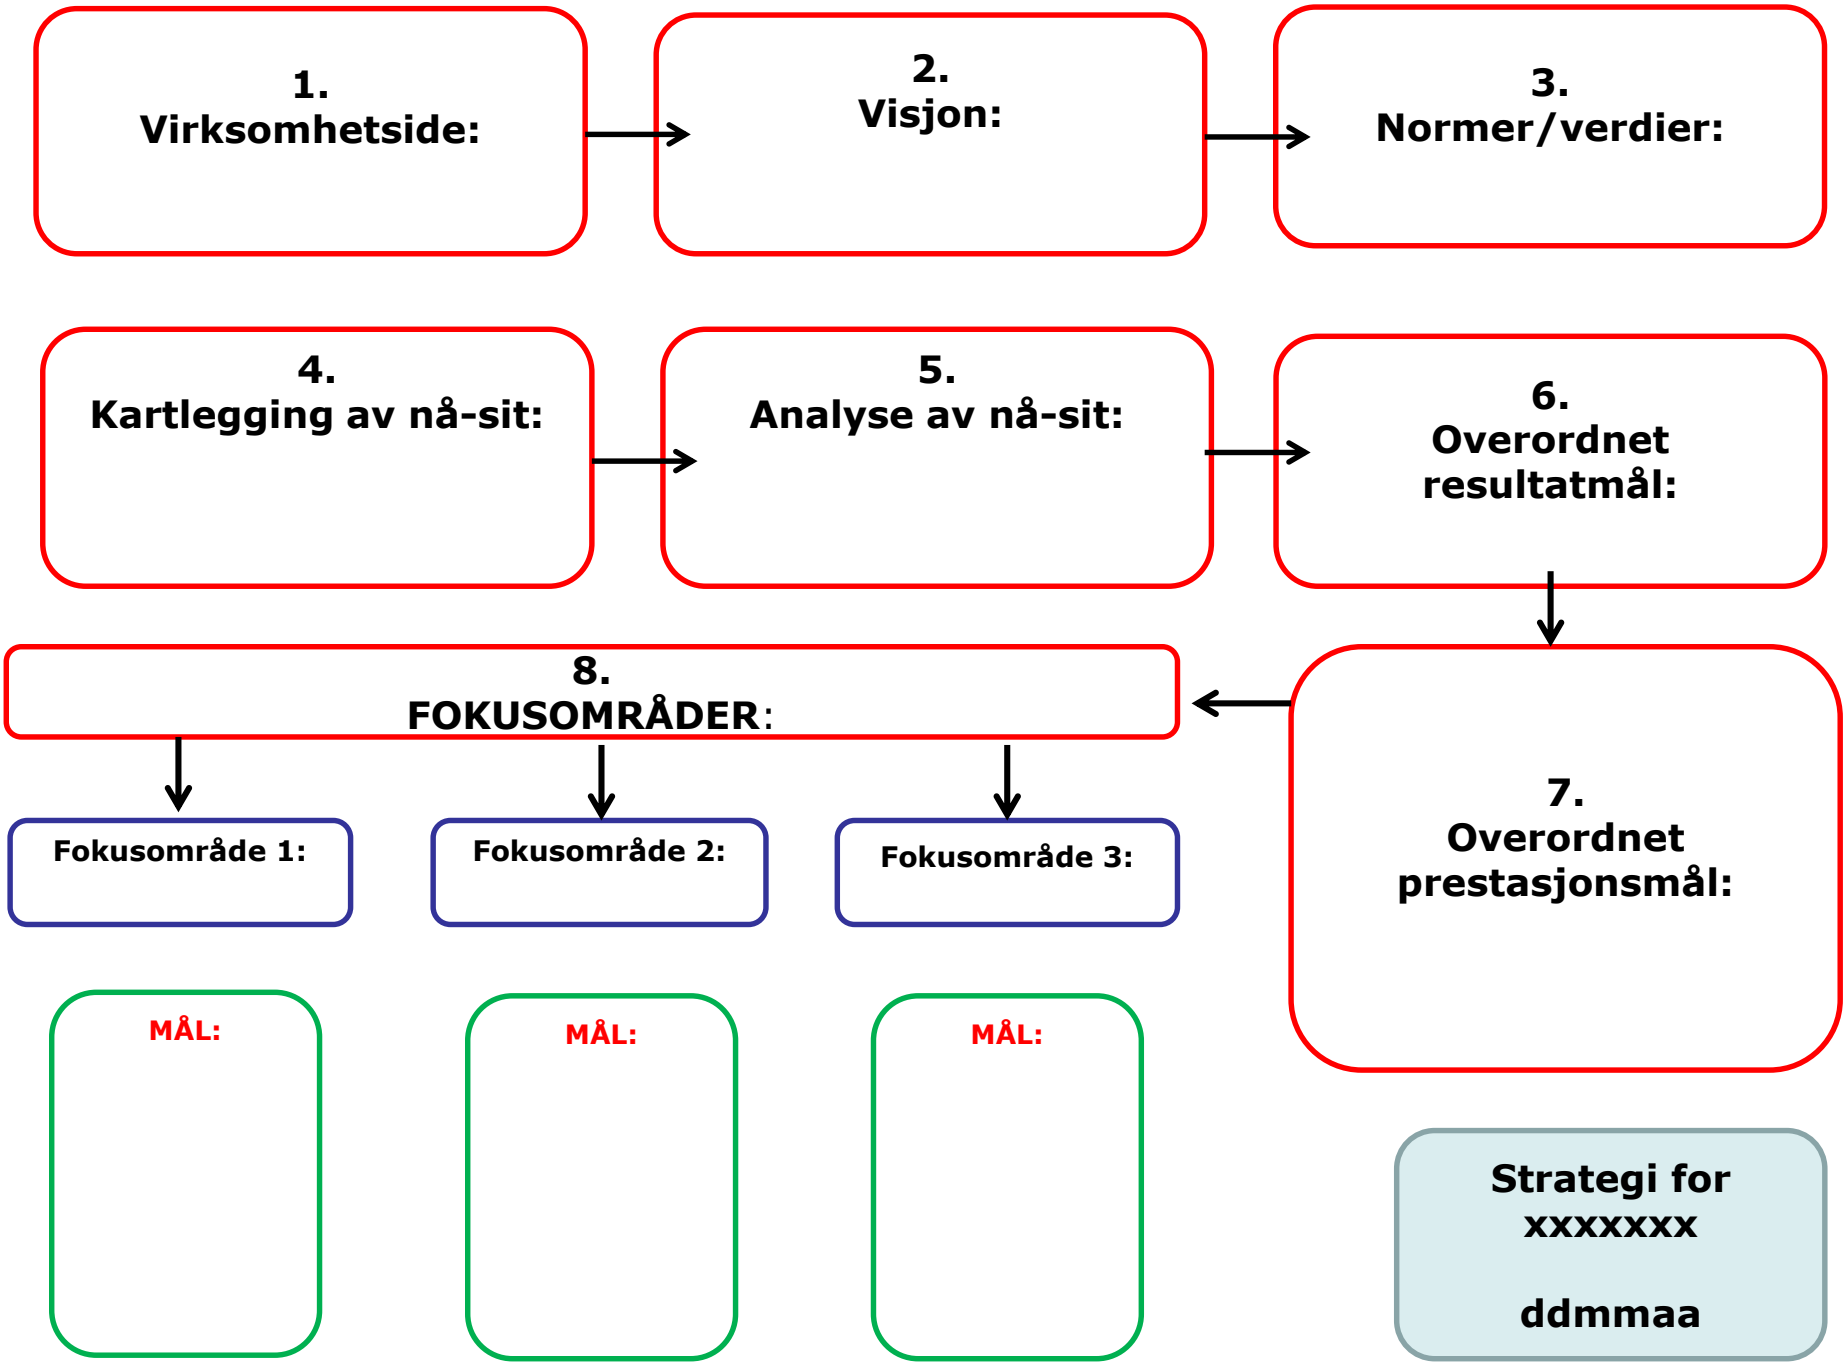 1.
Virksomhetside:
2.
Visjon:
3.
Normer/verdier:
4.
Kartlegging av nå-sit:
5.
Analyse av nå-sit:
6.
Overordnet
resultatmål:
8.
FOKUSOMRÅDER:
7.
Overordnet
prestasjonsmål:
Fokusområde 1:
Fokusområde 2:
Fokusområde 3:
MÅL:
MÅL:
MÅL:
Strategi for
xxxxxxx
ddmmaa